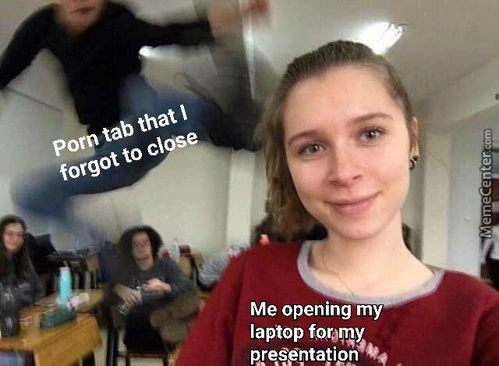 Porn tab that I
forgot to close
Me opening my
laptop for my
presentation
MemeCenter.com